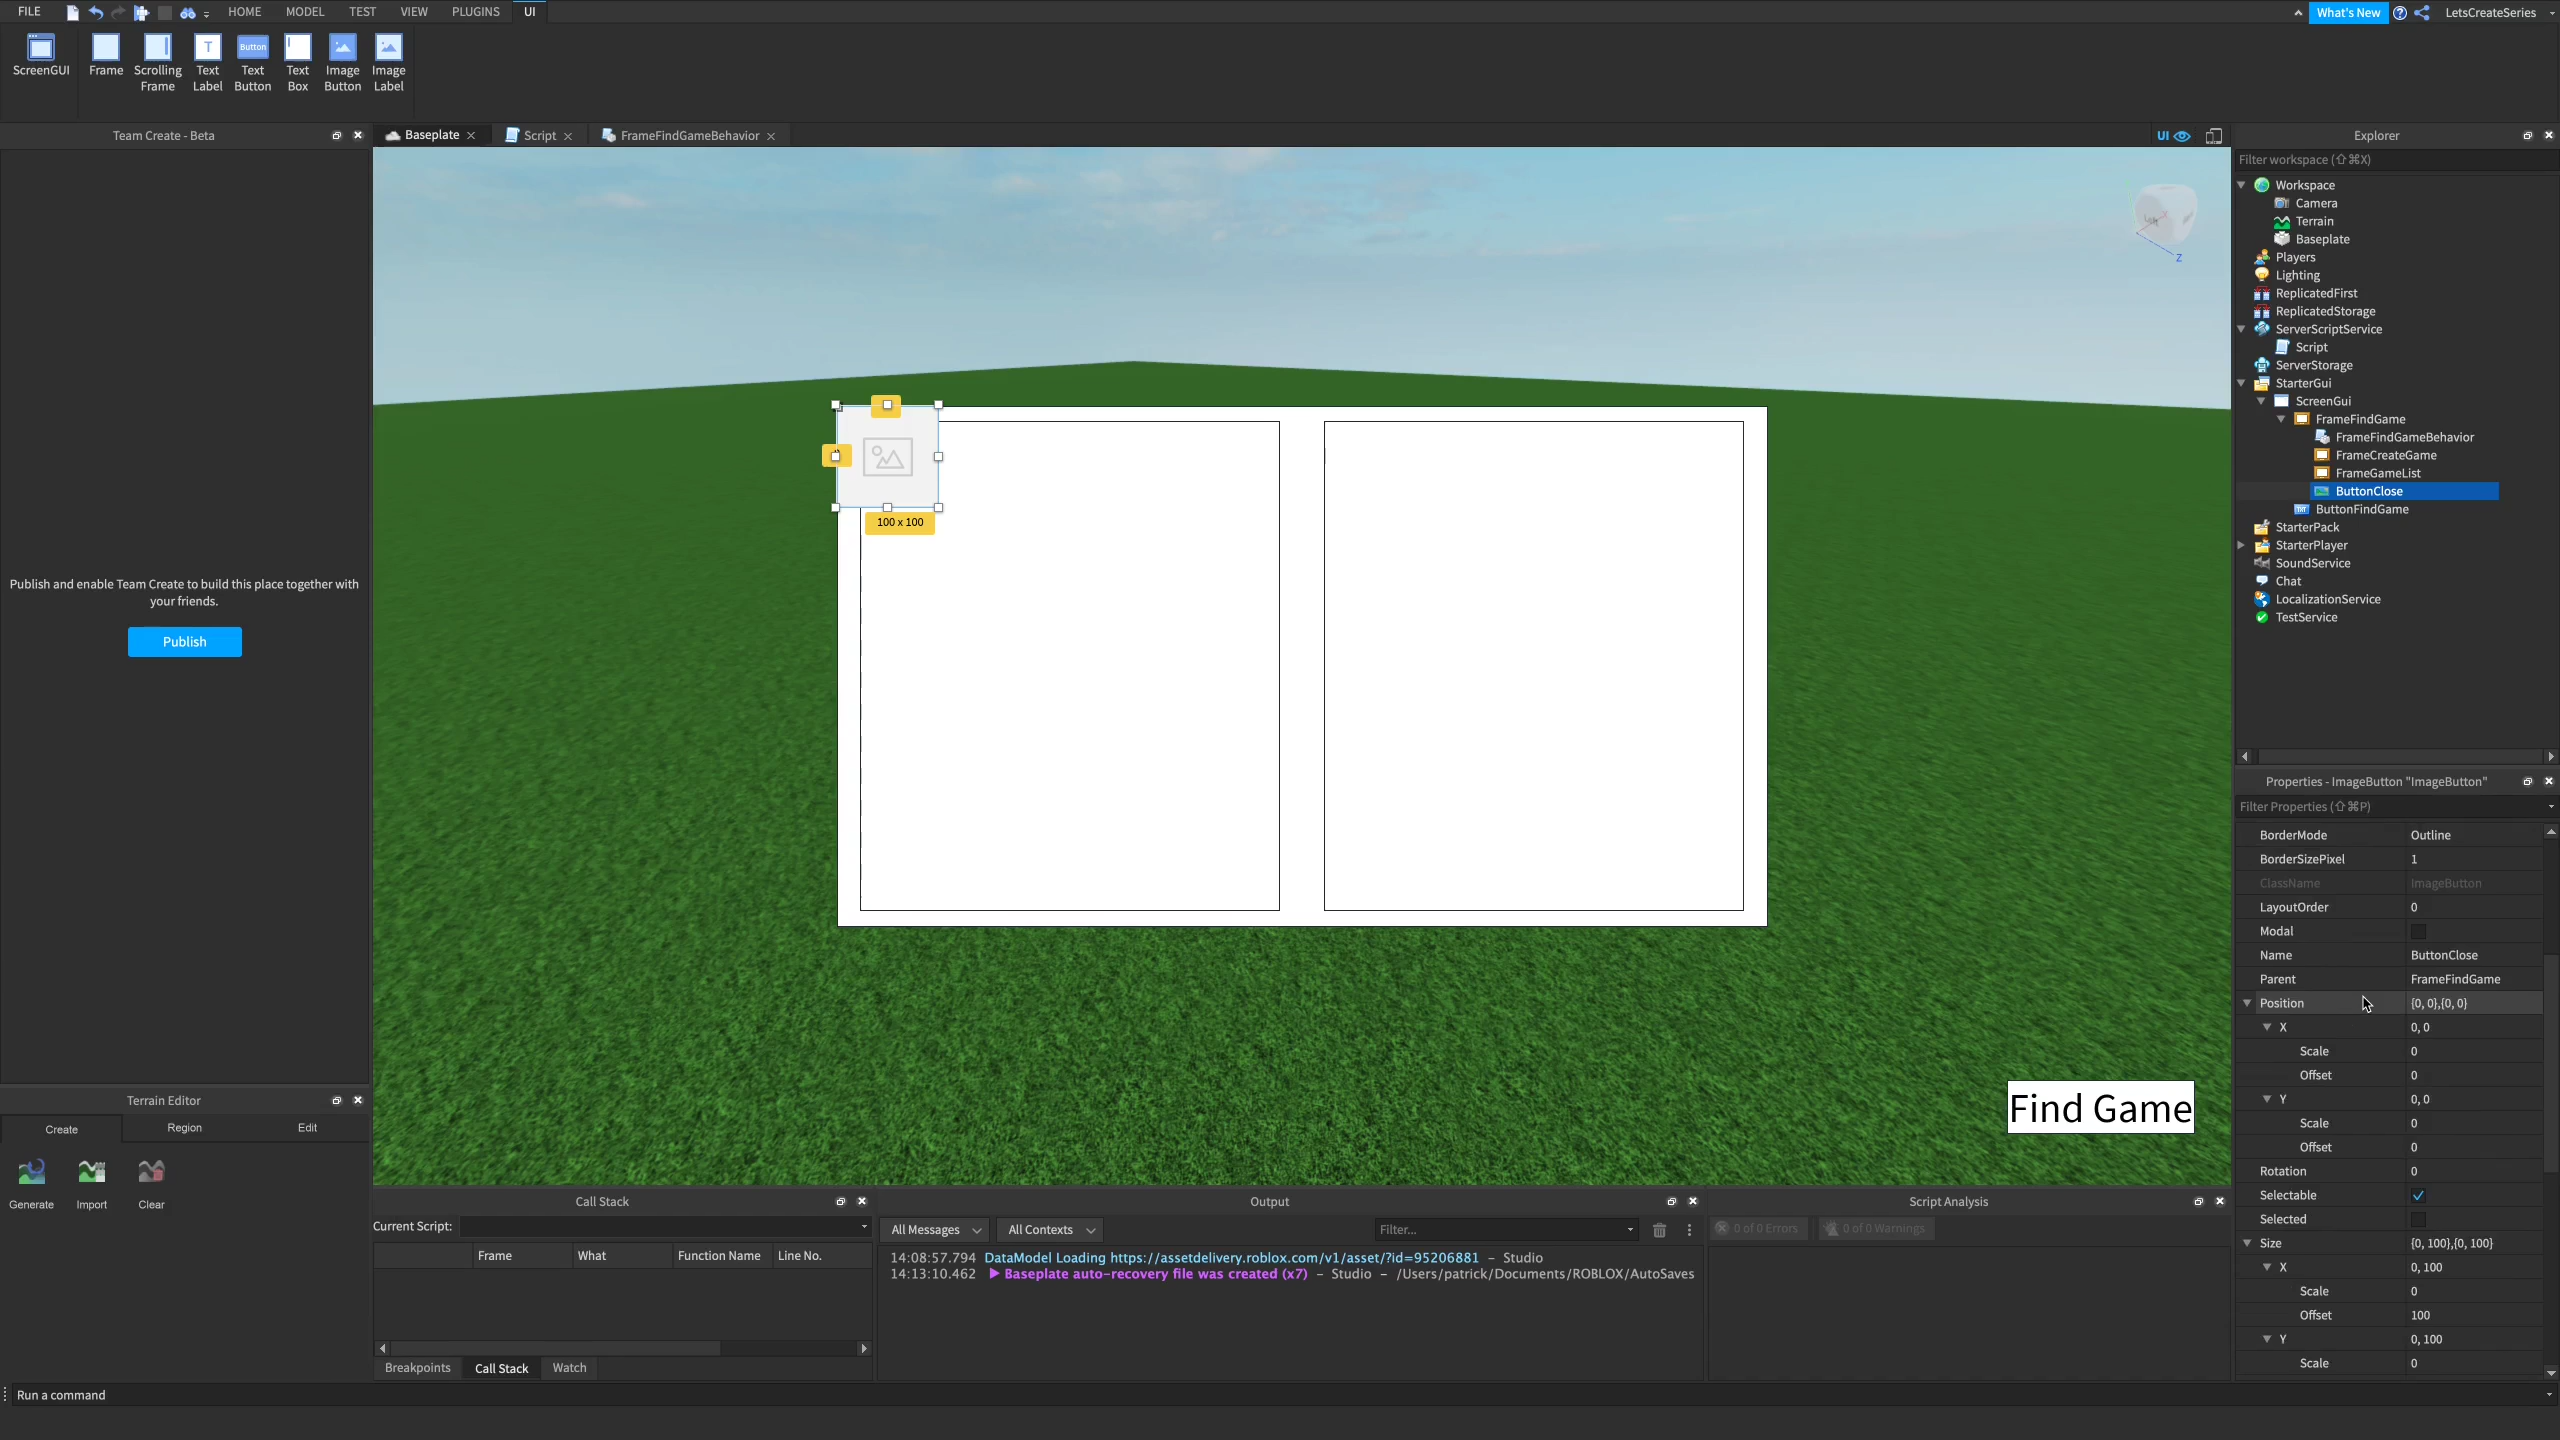 FILE
HOME
MODEL
TEST
VIEW
PLUGINS
UI
What's New
LetsCreateSeries
ScreenGUI
Frame
Scrolling
Frame
Text
Label
Button
Text
Button
Text
Box
Image
Button
Image
Label
Team Create - Beta
Baseplate
Script
FrameFindGameBehavior
UI
Explorer
Filter workspace (⇧⌘X)
Workspace
Camera
Terrain
Baseplate
Players
Lighting
ReplicatedFirst
ReplicatedStorage
ServerScriptService
Script
ServerStorage
StarterGui
ScreenGui
FrameFindGame
FrameFindGameBehavior
FrameCreateGame
FrameGameList
ButtonClose
ButtonFindGame
StarterPack
StarterPlayer
SoundService
Chat
LocalizationService
TestService
Z
100 x 100
Publish and enable Team Create to build this place together with
your friends.
Publish
Find Game
Properties - ImageButton "ImageButton"
Filter Properties (⇧⌘P)
BorderMode Outline
BorderSizePixel 1
ClassName ImageButton
LayoutOrder 0
Modal
Name ButtonClose
Parent FrameFindGame
Position {0, 0},{0, 0}
X 0, 0
Scale 0
Offset 0
Y 0, 0
Scale 0
Offset 0
Rotation 0
Selectable
Selected
Size {0, 100},{0, 100}
X 0, 100
Scale 0
Offset 100
Y 0, 100
Scale 0
Terrain Editor
Create
Region
Edit
Generate
Import
Clear
Call Stack
Current Script:
Frame
What
Function Name
Line No.
Breakpoints
Call Stack
Watch
Output
All Messages
All Contexts
Filter...
14:08:57.794 DataModel Loading https://assetdelivery.roblox.com/v1/asset/?id=95206881 – Studio
14:13:10.462 ▶ Baseplate auto-recovery file was created (x7) – Studio – /Users/patrick/Documents/ROBLOX/AutoSaves
Script Analysis
0 of 0 Errors
0 of 0 Warnings
Run a command